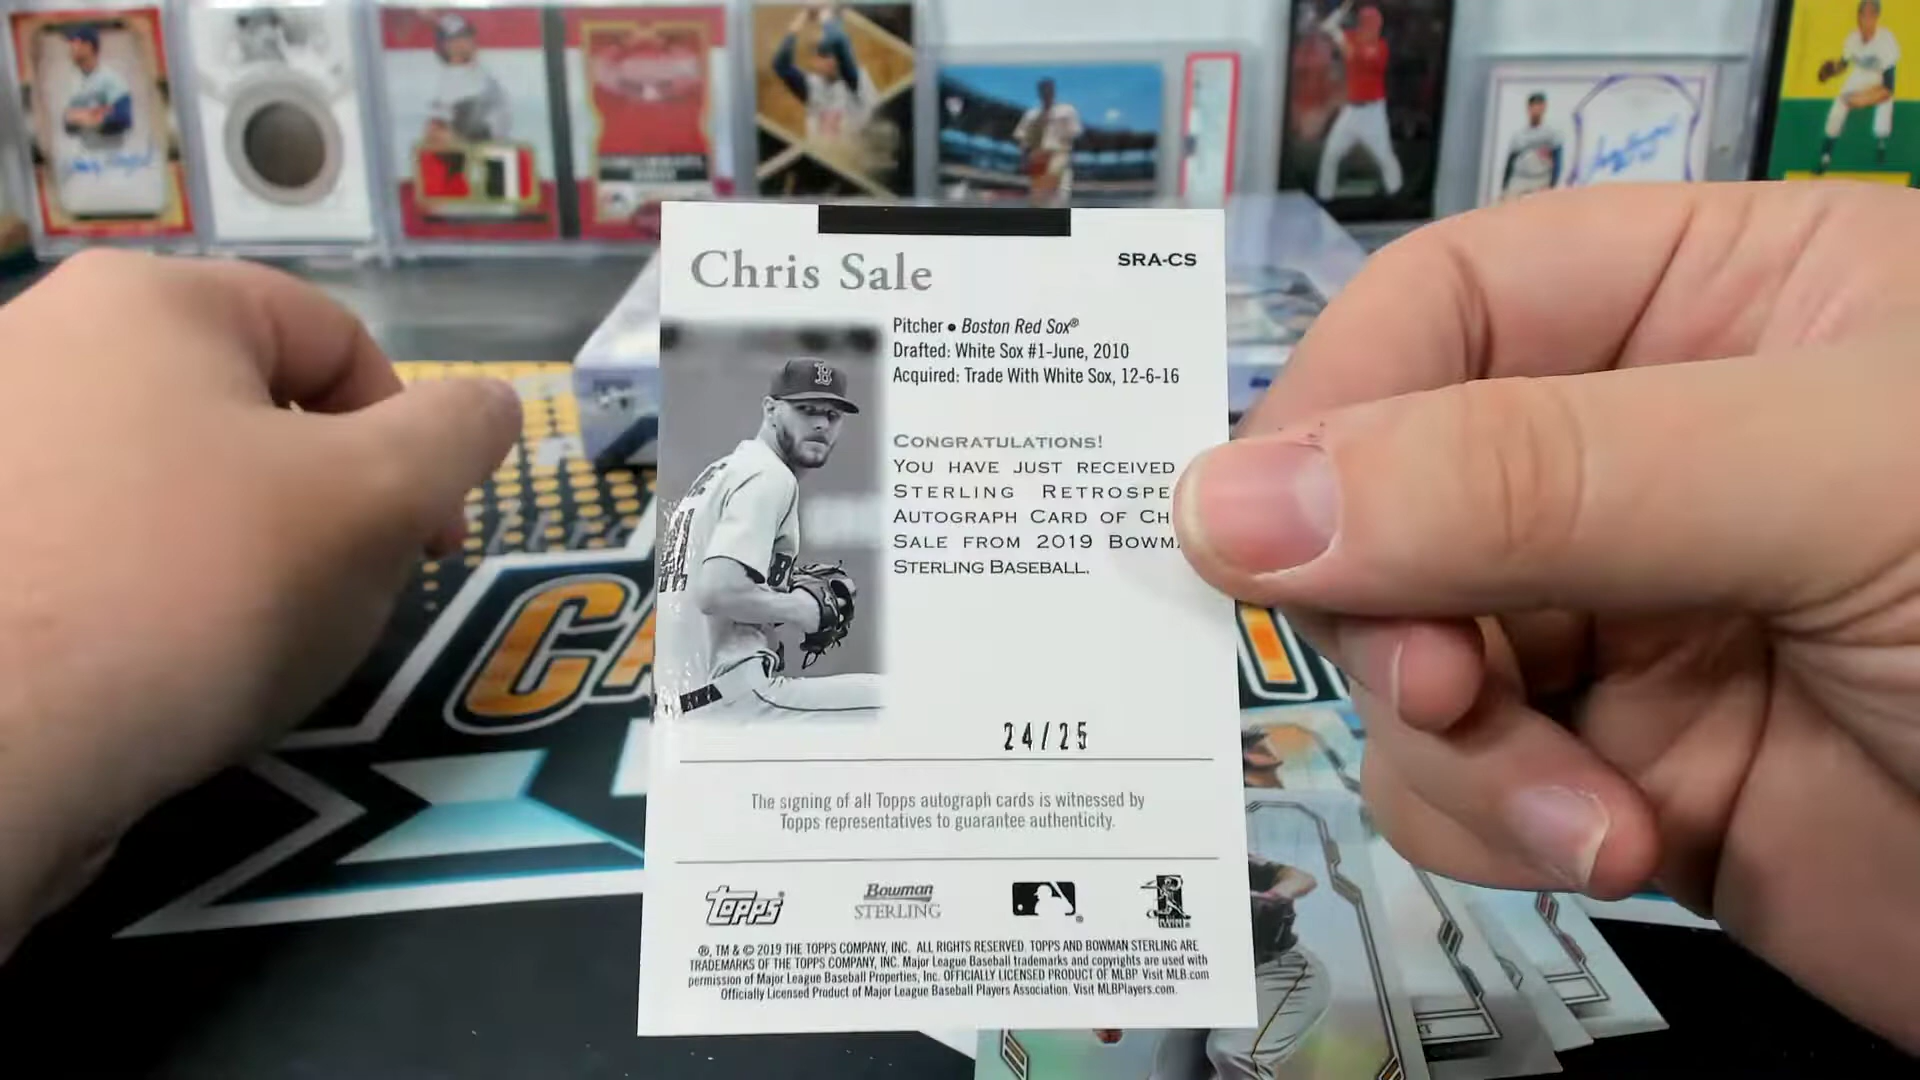 Chris Sale
SRA-CS
Pitcher • Boston Red Sox®
Drafted: White Sox #1-June, 2010
Acquired: Trade With White Sox, 12-6-16
CONGRATULATIONS!
YOU HAVE JUST RECEIVED
STERLING RETROSPE
AUTOGRAPH CARD OF CH
SALE FROM 2019 BOWM
STERLING BASEBALL.
24/25
The signing of all Topps autograph cards is witnessed by
Topps representatives to guarantee authenticity.
Topps®
Bowman
STERLING
®, TM & © 2019 THE TOPPS COMPANY, INC. ALL RIGHTS RESERVED. TOPPS AND BOWMAN STERLING ARE
TRADEMARKS OF THE TOPPS COMPANY, INC. Major League Baseball trademarks and copyrights are used with
permission of Major League Baseball Properties, Inc. OFFICIALLY LICENSED PRODUCT OF MLBP Visit MLB.com
Officially Licensed Product of Major League Baseball Players Association. Visit MLBPlayers.com.